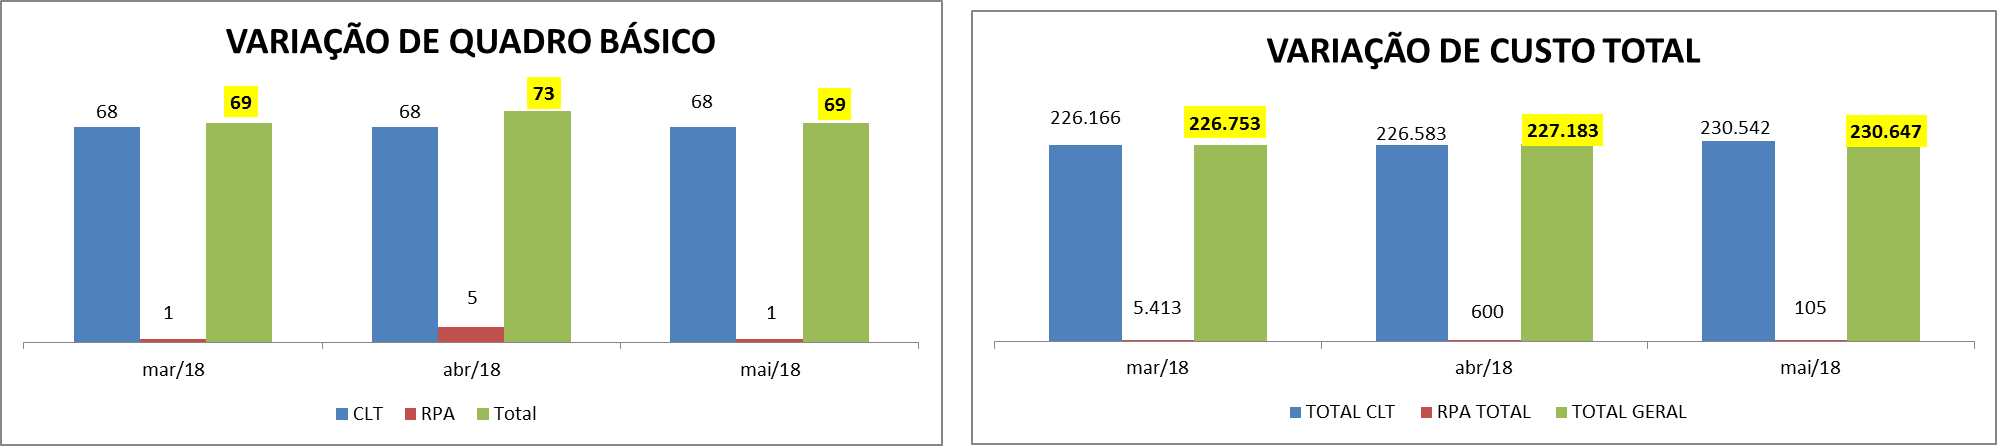 VARIAÇÃO DE QUADRO BÁSICO
68 69 68 73 68 69
1 5 1
mar/18 abr/18 mai/18
CLT RPA Total
VARIAÇÃO DE CUSTO TOTAL
226.166 226.753 226.583 227.183 230.542 230.647
5.413 600 105
mar/18 abr/18 mai/18
TOTAL CLT RPA TOTAL TOTAL GERAL